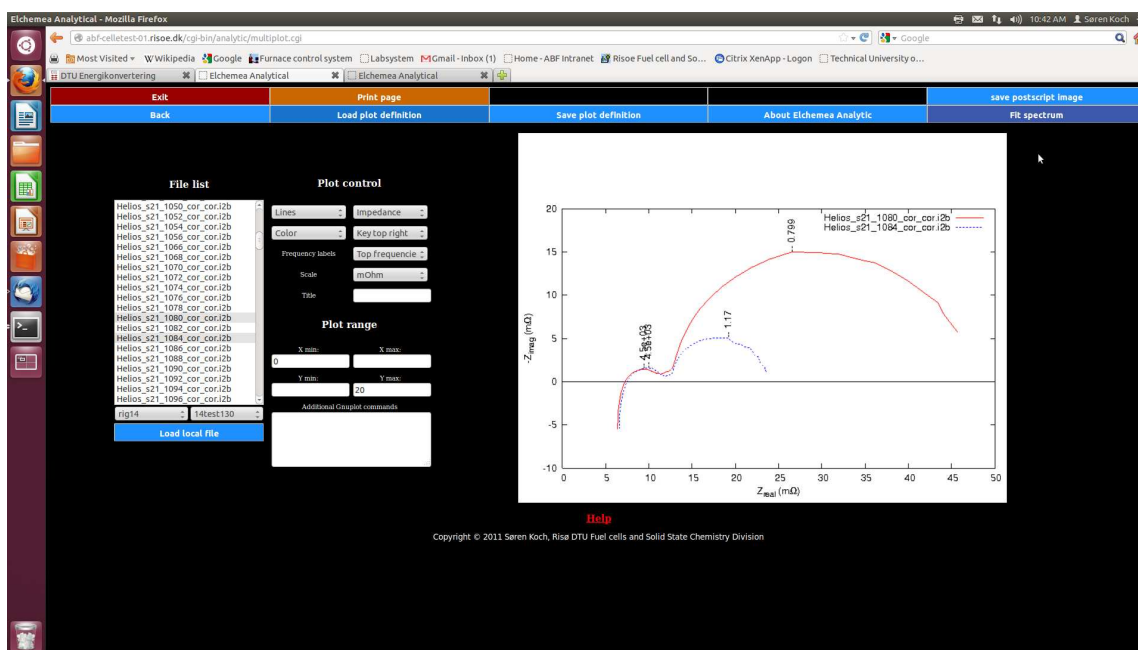 Elchemea Analytical - Mozilla Firefox
10:42 AM Søren Koch
abf-celletest-01.risoe.dk/cgi-bin/analytic/multiplot.cgi
Google
Most Visited Wikipedia Google Furnace control system Labsystem Gmail - Inbox (1) Home - ABF Intranet Risoe Fuel cell and So... Citrix XenApp - Logon Technical University o...
DTU Energikonvertering Elchemea Analytical Elchemea Analytical
Exit Print page save postscript image
Back Load plot definition Save plot definition About Elchemea Analytic Fit spectrum
File list
Helios_s21_1050_cor_cor.i2b
Helios_s21_1052_cor_cor.i2b
Helios_s21_1054_cor_cor.i2b
Helios_s21_1056_cor_cor.i2b
Helios_s21_1066_cor_cor.i2b
Helios_s21_1068_cor_cor.i2b
Helios_s21_1070_cor_cor.i2b
Helios_s21_1072_cor_cor.i2b
Helios_s21_1074_cor_cor.i2b
Helios_s21_1076_cor_cor.i2b
Helios_s21_1078_cor_cor.i2b
Helios_s21_1080_cor_cor.i2b
Helios_s21_1082_cor_cor.i2b
Helios_s21_1084_cor_cor.i2b
Helios_s21_1086_cor_cor.i2b
Helios_s21_1088_cor_cor.i2b
Helios_s21_1090_cor_cor.i2b
Helios_s21_1092_cor_cor.i2b
Helios_s21_1094_cor_cor.i2b
Helios_s21_1096_cor_cor.i2b
rig14 14test130
Load local file
Plot control
Lines Impedance
Color Key top right
Frequency labels Top frequencie
Scale mOhm
Title
Plot range
X min: X max:
0
Y min: Y max:
20
Additional Gnuplot commands
Helios_s21_1080_cor_cor.i2b
Helios_s21_1084_cor_cor.i2b
20
15
10
5
0
-5
-10
-Zimag (mΩ)
0.799
1.17
4.5e+03
4.5e+03
0 5 10 15 20 25 30 35 40 45 50
Zreal (mΩ)
Help
Copyright © 2011 Søren Koch, Risø DTU Fuel cells and Solid State Chemistry Division